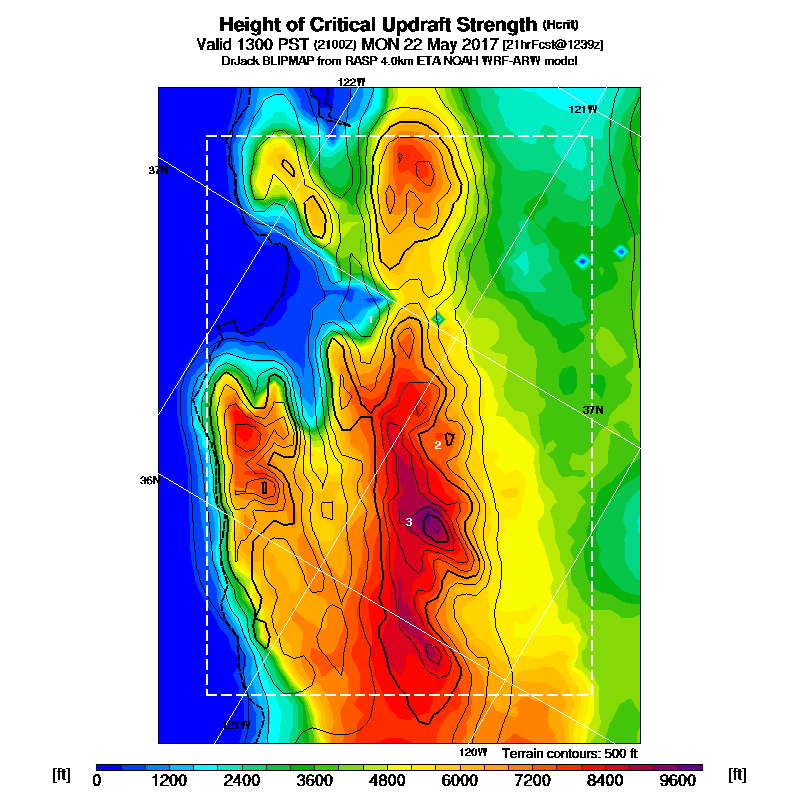 Height of Critical Updraft Strength (Hcrit)
Valid 1300 PST (2100Z) MON 22 May 2017 [21hrFcst@1239z]
DrJack BLIPMAP from RASP 4.0km ETA NOAH WRF-ARW model
122W
121W
37N
1
37N
2
36N
3
121W
120W
Terrain contours: 500 ft
[ft] 0 1200 2400 3600 4800 6000 7200 8400 9600 [ft]